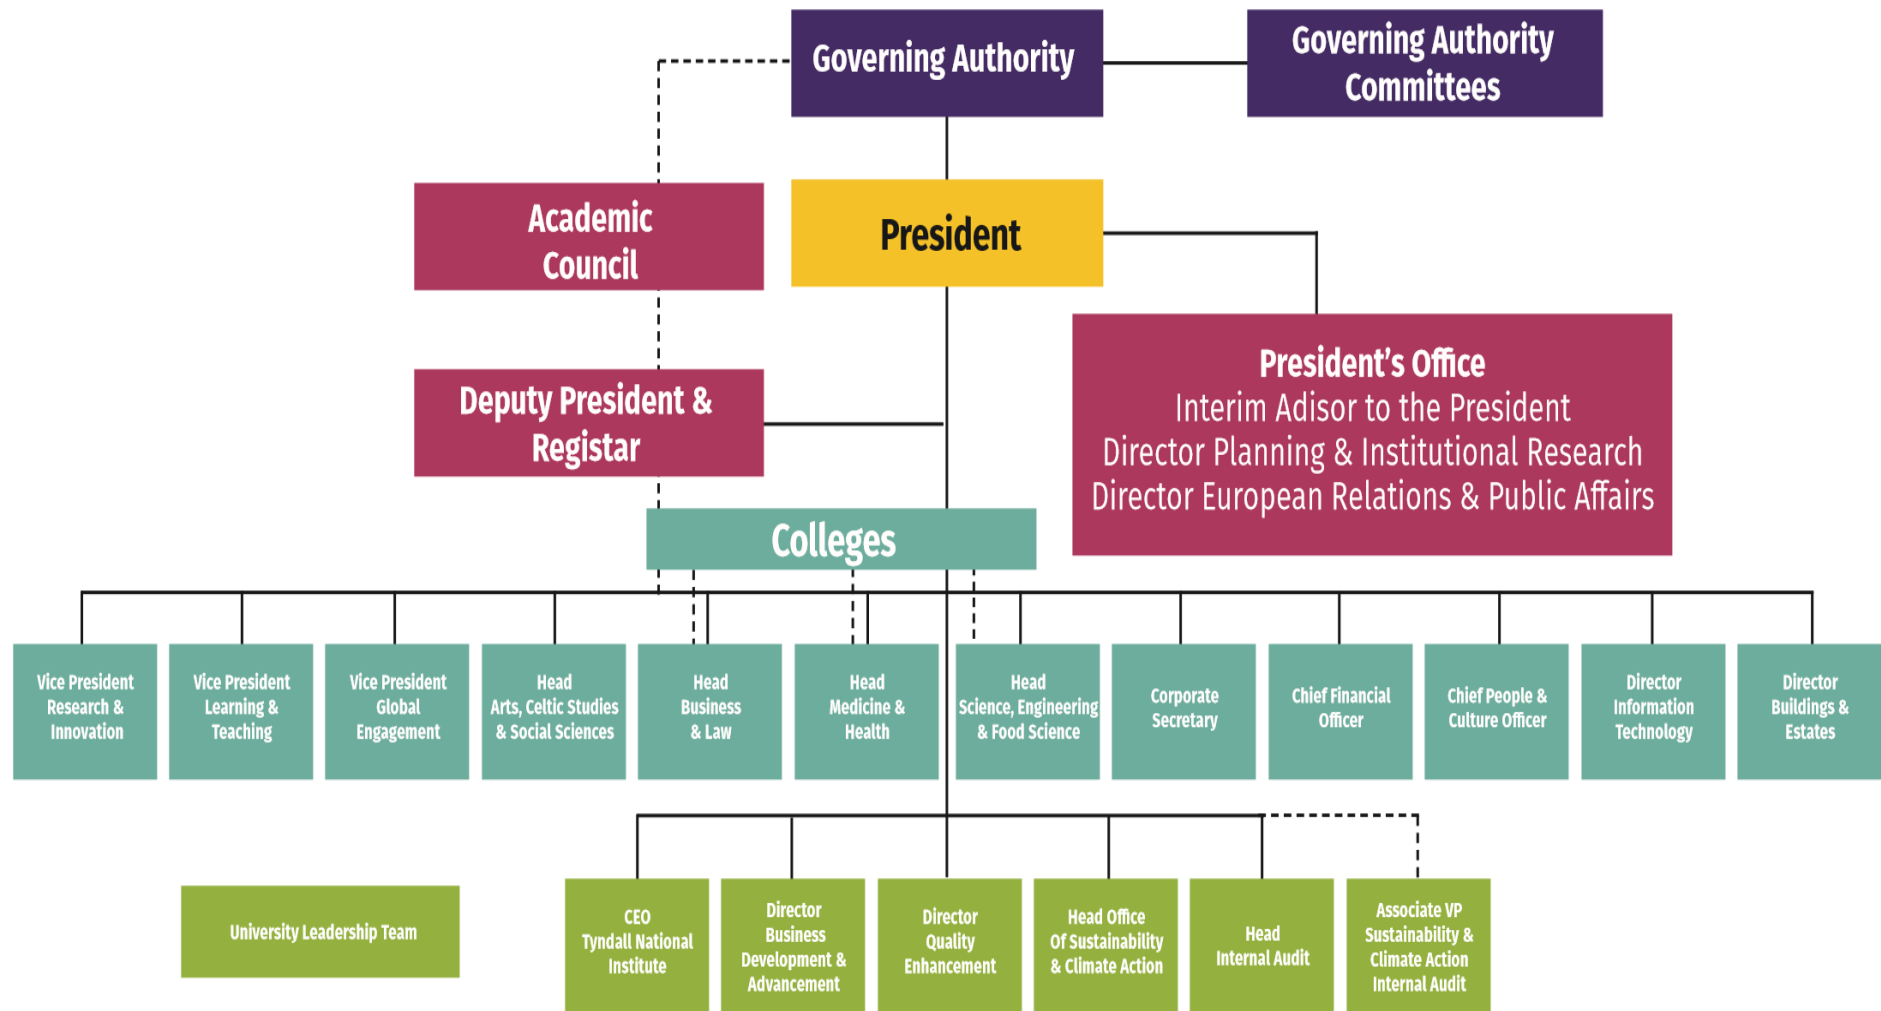 Governing Authority
Governing Authority
Committees
Academic
Council
President
Deputy President &
Registar
President’s Office
Interim Adisor to the President
Director Planning & Institutional Research
Director European Relations & Public Affairs
Colleges
Vice President
Research &
Innovation
Vice President
Learning &
Teaching
Vice President
Global
Engagement
Head
Arts, Celtic Studies
& Social Sciences
Head
Business
& Law
Head
Medicine &
Health
Head
Science, Engineering
& Food Science
Corporate
Secretary
Chief Financial
Officer
Chief People &
Culture Officer
Director
Information
Technology
Director
Buildings &
Estates
University Leadership Team
CEO
Tyndall National
Institute
Director
Business
Development &
Advancement
Director
Quality
Enhancement
Head Office
Of Sustainability
& Climate Action
Head
Internal Audit
Associate VP
Sustainability &
Climate Action
Internal Audit